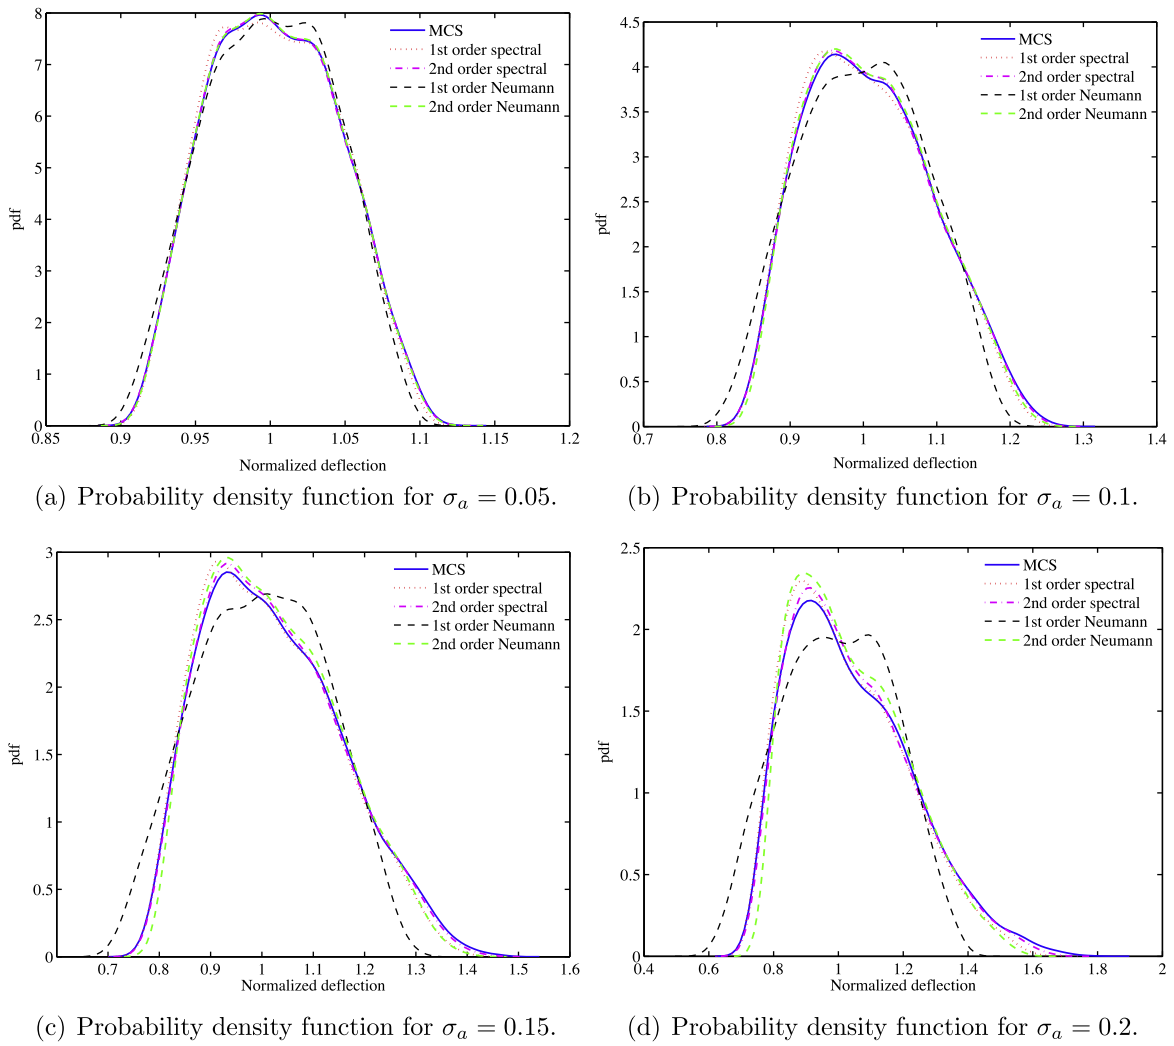 8
7
6
5
4
3
2
1
0
pdf
0.85
0.9
0.95
1
1.05
1.1
1.15
1.2
Normalized deflection
MCS
1st order spectral
2nd order spectral
1st order Neumann
2nd order Neumann
(a) Probability density function for σₐ = 0.05.
4.5
4
3.5
3
2.5
2
1.5
1
0.5
0
pdf
0.7
0.8
0.9
1
1.1
1.2
1.3
1.4
Normalized deflection
MCS
1st order spectral
2nd order spectral
1st order Neumann
2nd order Neumann
(b) Probability density function for σₐ = 0.1.
3
2.5
2
1.5
1
0.5
0
pdf
0.7
0.8
0.9
1
1.1
1.2
1.3
1.4
1.5
1.6
Normalized deflection
MCS
1st order spectral
2nd order spectral
1st order Neumann
2nd order Neumann
(c) Probability density function for σₐ = 0.15.
2.5
2
1.5
1
0.5
0
pdf
0.4
0.6
0.8
1
1.2
1.4
1.6
1.8
2
Normalized deflection
MCS
1st order spectral
2nd order spectral
1st order Neumann
2nd order Neumann
(d) Probability density function for σₐ = 0.2.